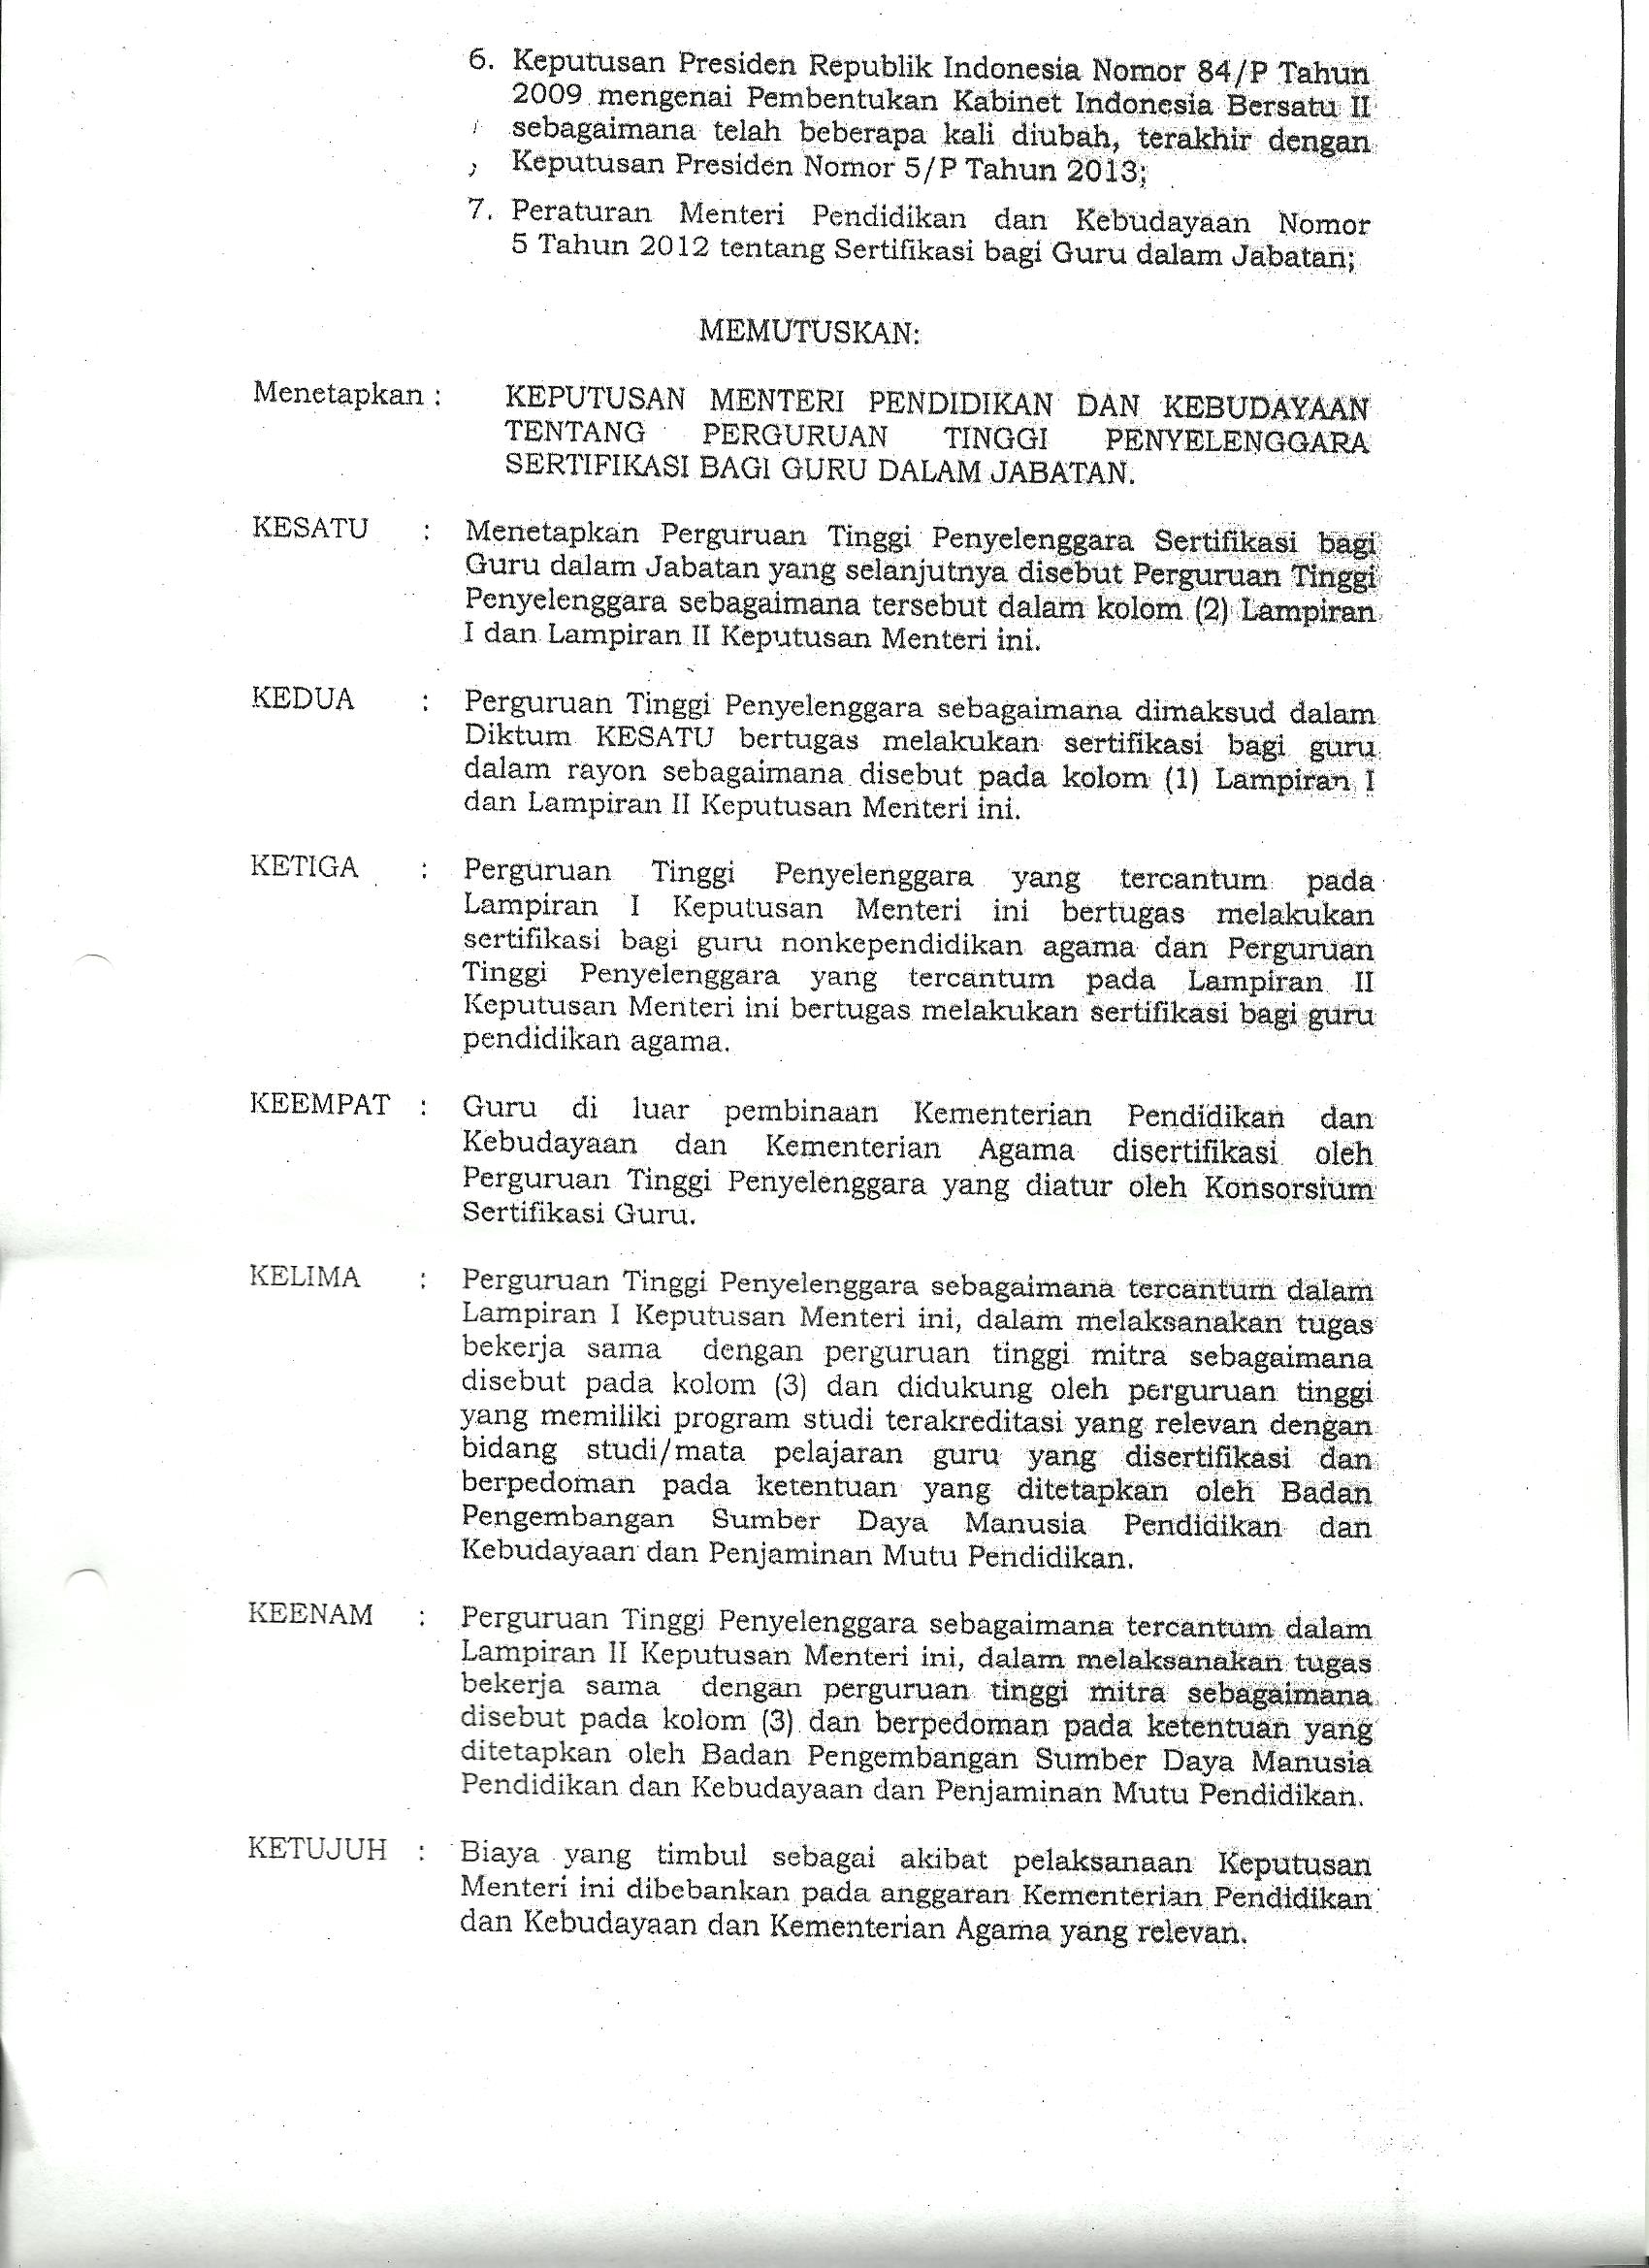 6. Keputusan Presiden Republik Indonesia Nomor 84/P Tahun
2009 mengenai Pembentukan Kabinet Indonesia Bersatu II
sebagaimana telah beberapa kali diubah, terakhir dengan
Keputusan Presiden Nomor 5/P Tahun 2013;
7. Peraturan Menteri Pendidikan dan Kebudayaan Nomor
5 Tahun 2012 tentang Sertifikasi bagi Guru dalam Jabatan;
MEMUTUSKAN:
Menetapkan : KEPUTUSAN MENTERI PENDIDIKAN DAN KEBUDAYAAN
TENTANG PERGURUAN TINGGI PENYELENGGARA
SERTIFIKASI BAGI GURU DALAM JABATAN.
KESATU : Menetapkan Perguruan Tinggi Penyelenggara Sertifikasi bagi
Guru dalam Jabatan yang selanjutnya disebut Perguruan Tinggi
Penyelenggara sebagaimana tersebut dalam kolom (2) Lampiran
I dan Lampiran II Keputusan Menteri ini.
KEDUA : Perguruan Tinggi Penyelenggara sebagaimana dimaksud dalam
Diktum KESATU bertugas melakukan sertifikasi bagi guru
dalam rayon sebagaimana disebut pada kolom (1) Lampiran I
dan Lampiran II Keputusan Menteri ini.
KETIGA : Perguruan Tinggi Penyelenggara yang tercantum pada
Lampiran I Keputusan Menteri ini bertugas melakukan
sertifikasi bagi guru nonkependidikan agama dan Perguruan
Tinggi Penyelenggara yang tercantum pada Lampiran II
Keputusan Menteri ini bertugas melakukan sertifikasi bagi guru
pendidikan agama.
KEEMPAT : Guru di luar pembinaan Kementerian Pendidikan dan
Kebudayaan dan Kementerian Agama disertifikasi oleh
Perguruan Tinggi Penyelenggara yang diatur oleh Konsorsium
Sertifikasi Guru.
KELIMA : Perguruan Tinggi Penyelenggara sebagaimana tercantum dalam
Lampiran I Keputusan Menteri ini, dalam melaksanakan tugas
bekerja sama dengan perguruan tinggi mitra sebagaimana
disebut pada kolom (3) dan didukung oleh perguruan tinggi
yang memiliki program studi terakreditasi yang relevan dengan
bidang studi/mata pelajaran guru yang disertifikasi dan
berpedoman pada ketentuan yang ditetapkan oleh Badan
Pengembangan Sumber Daya Manusia Pendidikan dan
Kebudayaan dan Penjaminan Mutu Pendidikan.
KEENAM : Perguruan Tinggi Penyelenggara sebagaimana tercantum dalam
Lampiran II Keputusan Menteri ini, dalam melaksanakan tugas
bekerja sama dengan perguruan tinggi mitra sebagaimana
disebut pada kolom (3) dan berpedoman pada ketentuan yang
ditetapkan oleh Badan Pengembangan Sumber Daya Manusia
Pendidikan dan Kebudayaan dan Penjaminan Mutu Pendidikan.
KETUJUH : Biaya yang timbul sebagai akibat pelaksanaan Keputusan
Menteri ini dibebankan pada anggaran Kementerian Pendidikan
dan Kebudayaan dan Kementerian Agama yang relevan.